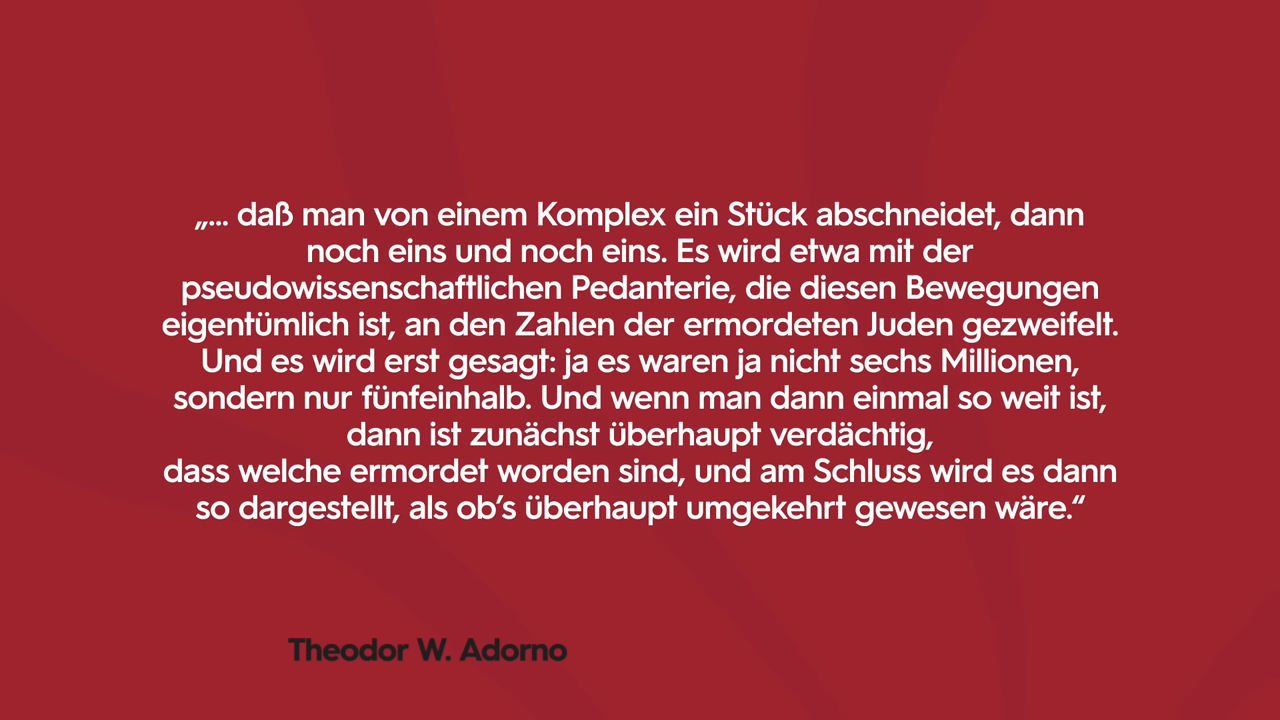 „... daß man von einem Komplex ein Stück abschneidet, dann
noch eins und noch eins. Es wird etwa mit der
pseudowissenschaftlichen Pedanterie, die diesen Bewegungen
eigentümlich ist, an den Zahlen der ermordeten Juden gezweifelt.
Und es wird erst gesagt: ja es waren ja nicht sechs Millionen,
sondern nur fünfeinhalb. Und wenn man dann einmal so weit ist,
dann ist zunächst überhaupt verdächtig,
dass welche ermordet worden sind, und am Schluss wird es dann
so dargestellt, als ob’s überhaupt umgekehrt gewesen wäre.“
Theodor W. Adorno